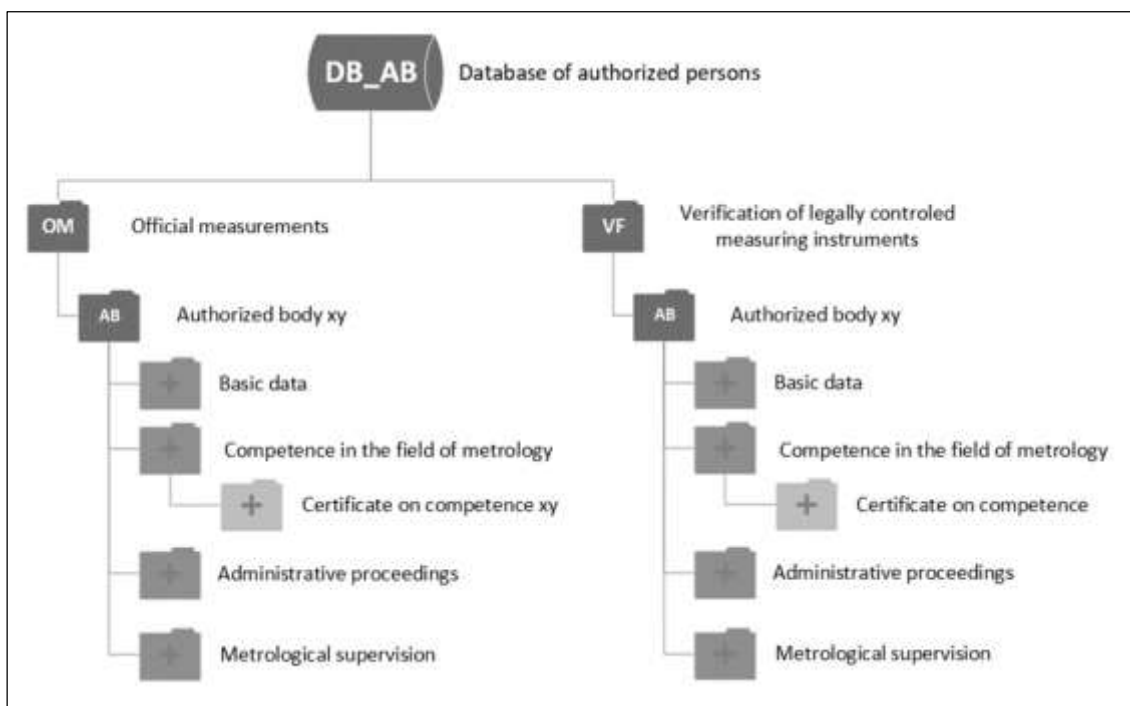 DB_AB
Database of authorized persons
OM
Official measurements
VF
Verification of legally controled
measuring instruments
AB
Authorized body xy
AB
Authorized body xy
Basic data
Basic data
Competence in the field of metrology
Competence in the field of metrology
Certificate on competence xy
Certificate on competence
Administrative proceedings
Administrative proceedings
Metrological supervision
Metrological supervision